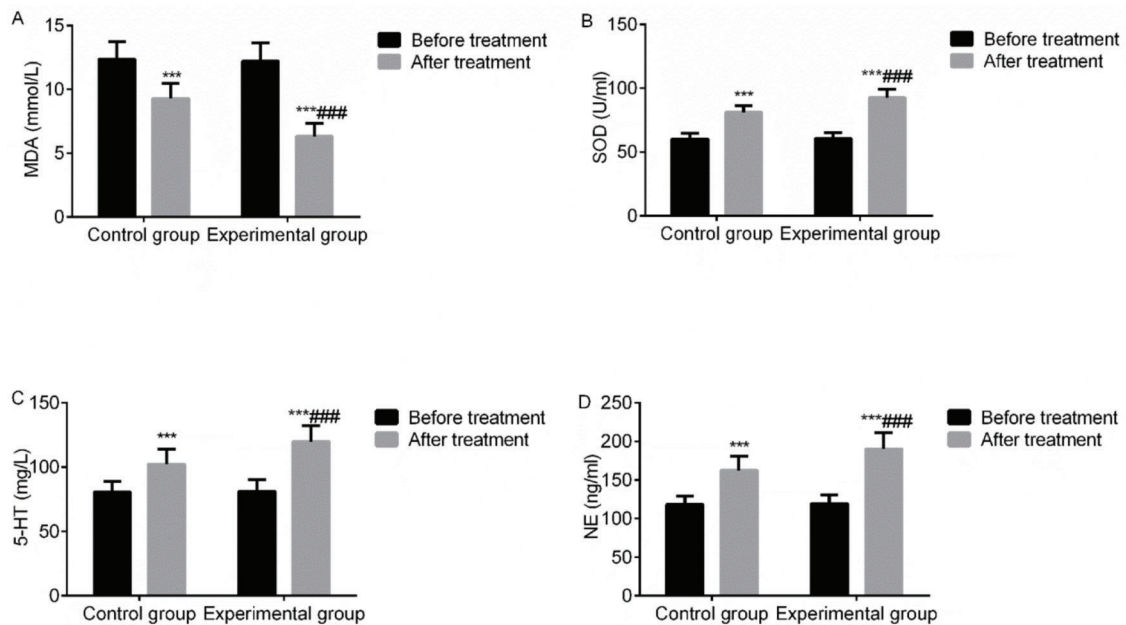 A
MDA (mmol/L)
15
10
5
0
***
***###
Control group
Experimental group
Before treatment
After treatment
B
SOD (U/ml)
150
100
50
0
***
***###
Control group
Experimental group
Before treatment
After treatment
C
5-HT (mg/L)
150
100
50
0
***
***###
Control group
Experimental group
Before treatment
After treatment
D
NE (ng/ml)
250
200
150
100
50
0
***
***###
Control group
Experimental group
Before treatment
After treatment